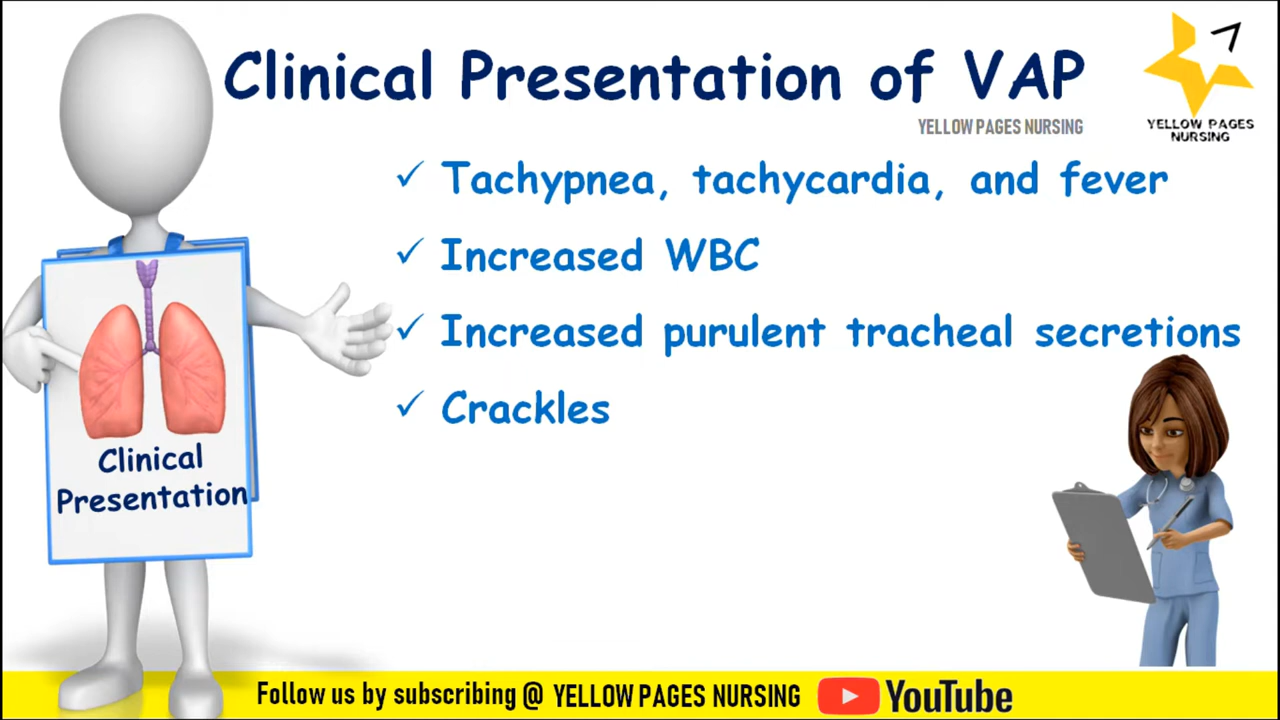 Clinical Presentation of VAP
YELLOW PAGES NURSING
YELLOW PAGES
NURSING
✓ Tachypnea, tachycardia, and fever
✓ Increased WBC
✓ Increased purulent tracheal secretions
✓ Crackles
Clinical
Presentation
Follow us by subscribing @ YELLOW PAGES NURSING YouTube